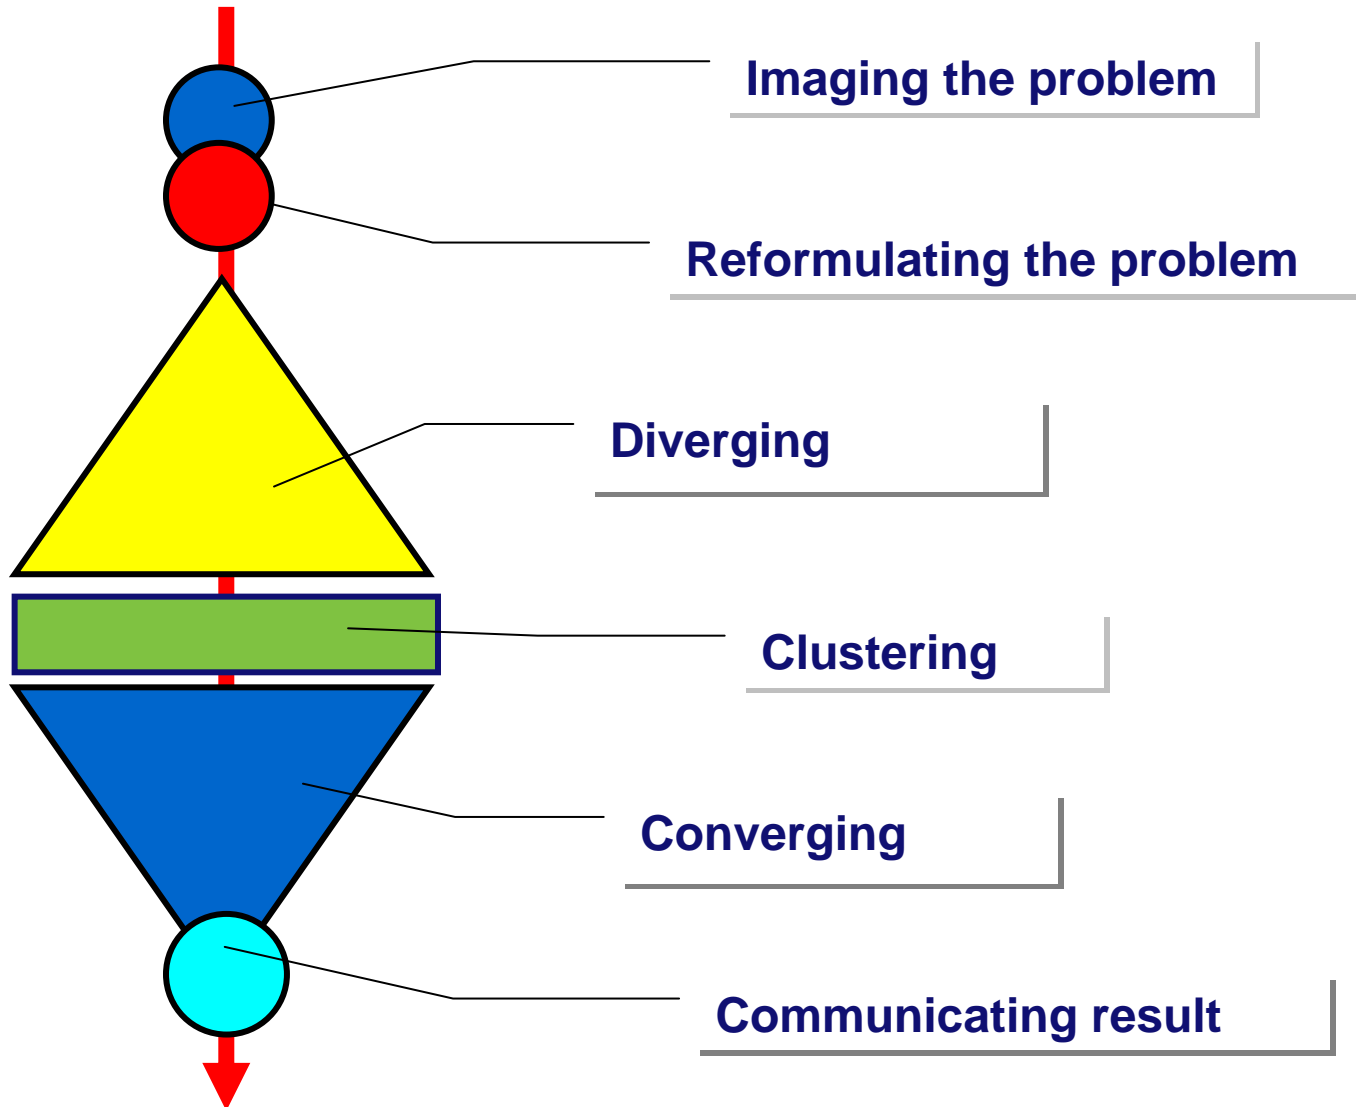 Imaging the problem
Reformulating the problem
Diverging
Clustering
Converging
Communicating result